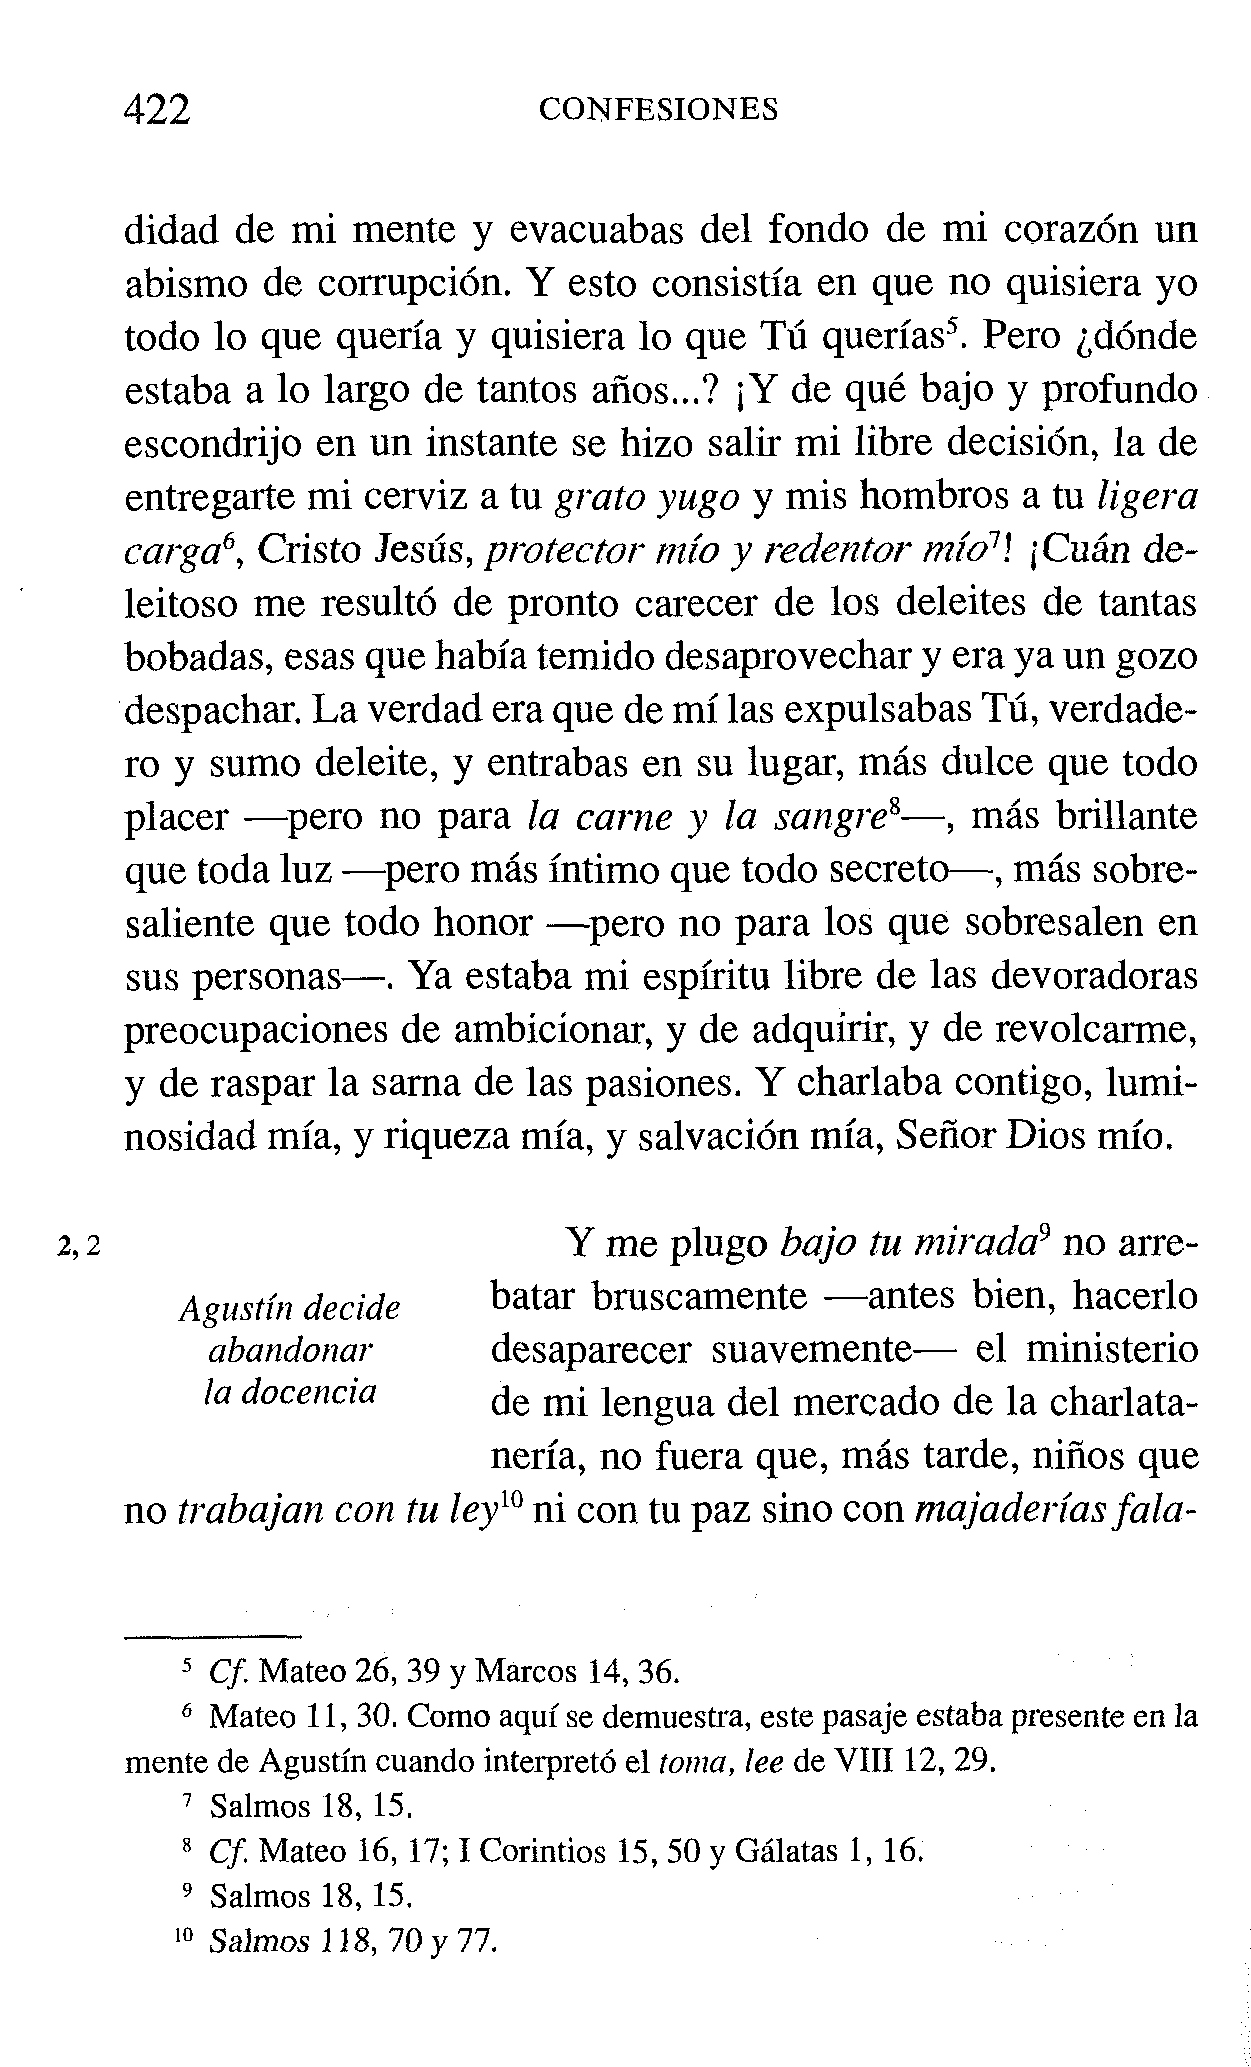 422 CONFESIONES
didad de mi mente y evacuabas del fondo de mi corazón un
abismo de corrupción. Y esto consistía en que no quisiera yo
todo lo que quería y quisiera lo que Tú querías⁵. Pero ¿dónde
estaba a lo largo de tantos años...? ¡Y de qué bajo y profundo
escondrijo en un instante se hizo salir mi libre decisión, la de
entregarte mi cerviz a tu grato yugo y mis hombros a tu ligera
carga⁶, Cristo Jesús, protector mío y redentor mío⁷! ¡Cuán de-
leitoso me resultó de pronto carecer de los deleites de tantas
bobadas, esas que había temido desaprovechar y era ya un gozo
despachar. La verdad era que de mí las expulsabas Tú, verdade-
ro y sumo deleite, y entrabas en su lugar, más dulce que todo
placer —pero no para la carne y la sangre⁸—, más brillante
que toda luz —pero más íntimo que todo secreto—, más sobre-
saliente que todo honor —pero no para los que sobresalen en
sus personas—. Ya estaba mi espíritu libre de las devoradoras
preocupaciones de ambicionar, y de adquirir, y de revolcarme,
y de raspar la sarna de las pasiones. Y charlaba contigo, lumi-
nosidad mía, y riqueza mía, y salvación mía, Señor Dios mío.
2, 2
Agustín decide
abandonar
la docencia
Y me plugo bajo tu mirada⁹ no arre-
batar bruscamente —antes bien, hacerlo
desaparecer suavemente— el ministerio
de mi lengua del mercado de la charlata-
nería, no fuera que, más tarde, niños que
no trabajan con tu ley¹⁰ ni con tu paz sino con majaderías fala-
⁵ Cf. Mateo 26, 39 y Marcos 14, 36.
⁶ Mateo 11, 30. Como aquí se demuestra, este pasaje estaba presente en la
mente de Agustín cuando interpretó el toma, lee de VIII 12, 29.
⁷ Salmos 18, 15.
⁸ Cf. Mateo 16, 17; I Corintios 15, 50 y Gálatas 1, 16.
⁹ Salmos 18, 15.
¹⁰ Salmos 118, 70 y 77.